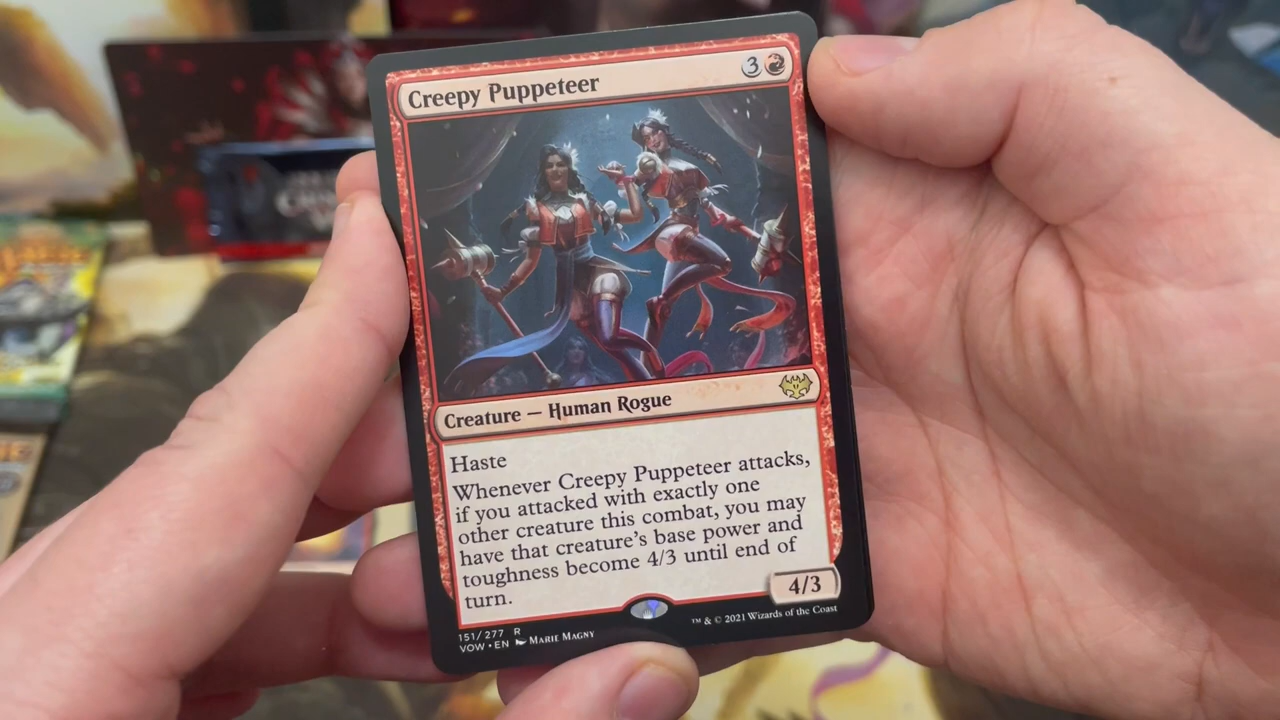 Creepy Puppeteer
3
Creature — Human Rogue
Haste
Whenever Creepy Puppeteer attacks,
if you attacked with exactly one
other creature this combat, you may
have that creature's base power and
toughness become 4/3 until end of
turn.
4/3
151/277 R
VOW • EN Marie Magny
™ & © 2021 Wizards of the Coast